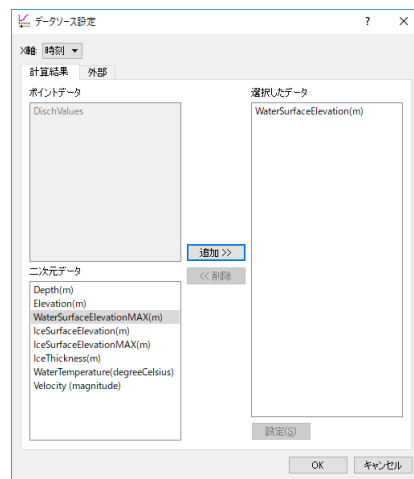 データソース設定
X軸: 時刻
計算結果 外部
ポイントデータ
DischValues
選択したデータ
WaterSurfaceElevation(m)
追加 >>
<< 削除
二次元データ
Depth(m)
Elevation(m)
WaterSurfaceElevationMAX(m)
IceSurfaceElevation(m)
IceSurfaceElevationMAX(m)
IceThickness(m)
WaterTemperature(degreeCelsius)
Velocity (magnitude)
設定(S)
OK キャンセル